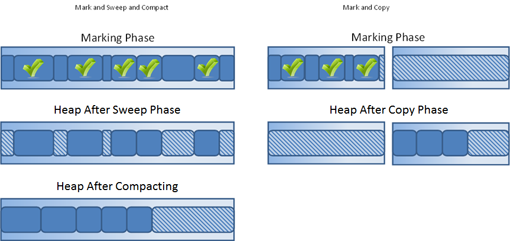 Mark and Sweep and Compact
Marking Phase
Heap After Sweep Phase
Heap After Compacting
Mark and Copy
Marking Phase
Heap After Copy Phase